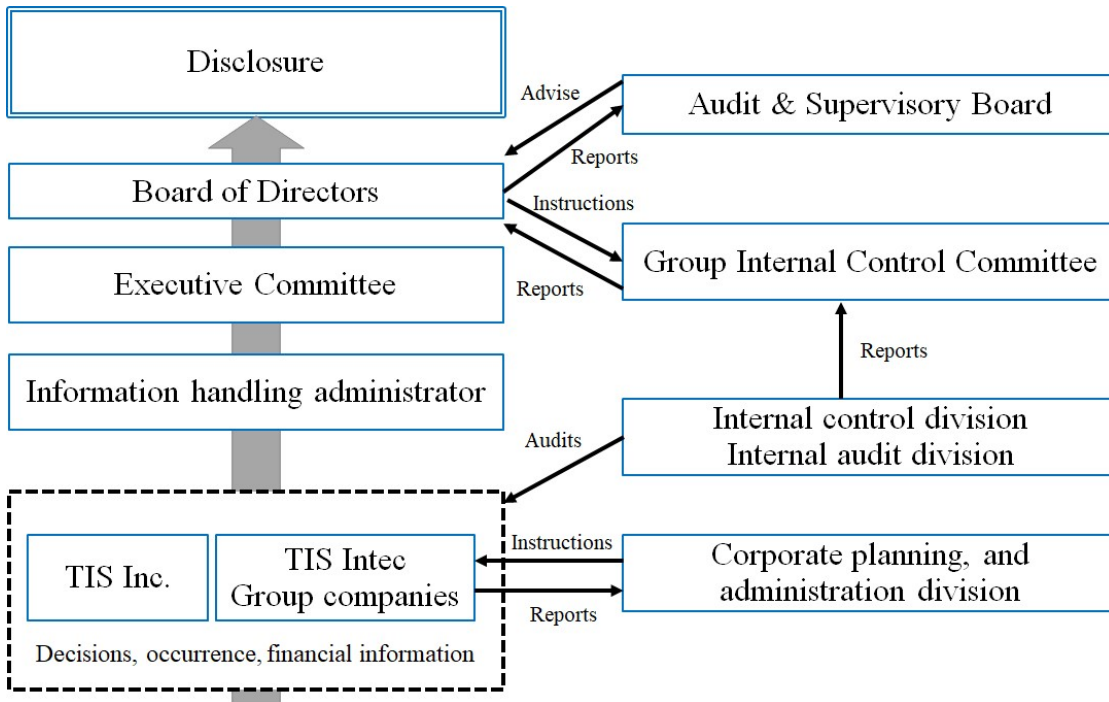 Disclosure
Advise
Audit & Supervisory Board
Reports
Board of Directors
Instructions
Group Internal Control Committee
Executive Committee
Reports
Reports
Information handling administrator
Internal control division
Internal audit division
Audits
Instructions
TIS Inc.
TIS Intec
Group companies
Corporate planning, and
administration division
Reports
Decisions, occurrence, financial information